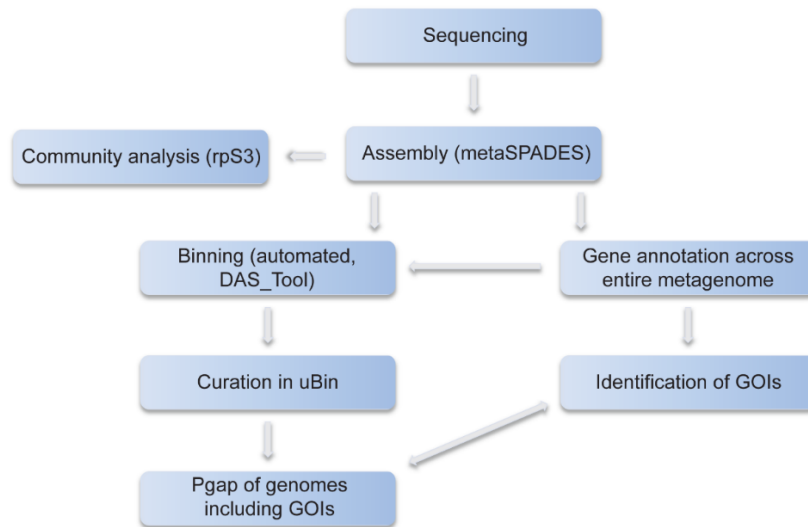 Sequencing
Community analysis (rpS3)
Assembly (metaSPADES)
Binning (automated,
DAS_Tool)
Gene annotation across
entire metagenome
Curation in uBin
Identification of GOIs
Pgap of genomes
including GOIs